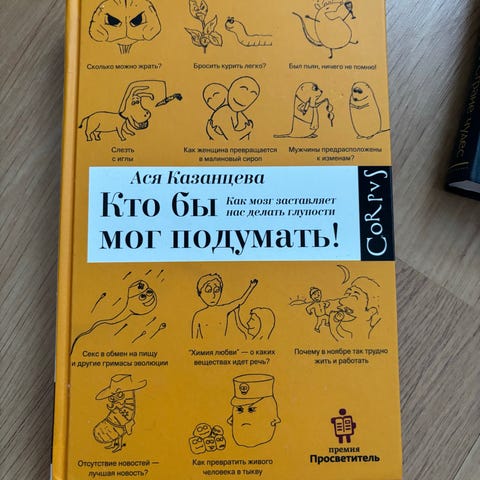 Сколько можно жрать?
Бросить курить легко?
Был пьян, ничего не помню!
Слезть
с иглы
Как женщина превращается
в малиновый сироп
Мужчины предрасположены
к изменам?
Ася Казанцева
Кто бы
Как мозг заставляет
нас делать глупости
мог подумать!
CORPVS
Секс в обмен на пищу
и другие гримасы эволюции
"Химия любви" — о каких
веществах идет речь?
Почему в ноябре так трудно
жить и работать
Отсутствие новостей —
лучшая новость?
Как превратить живого
человека в тыкву
премия
Просветитель
чудес